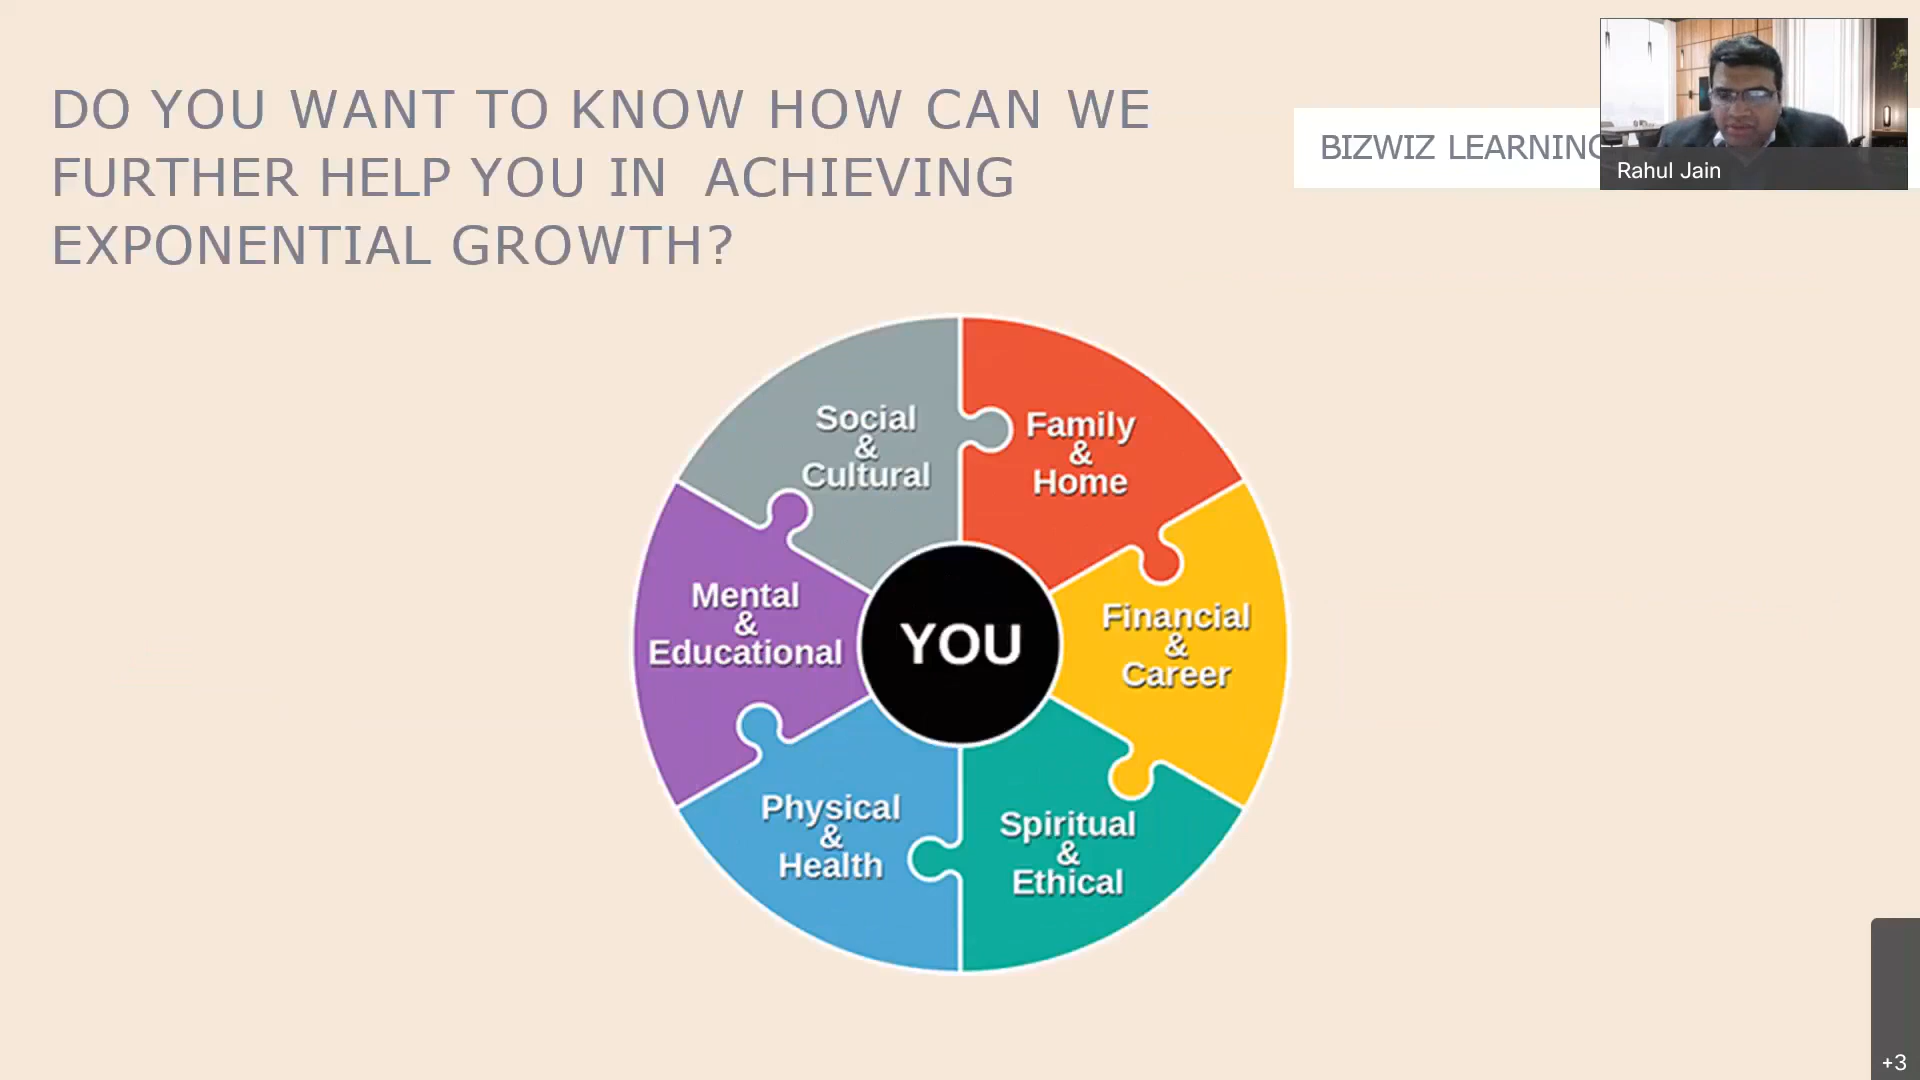 DO YOU WANT TO KNOW HOW CAN WE
FURTHER HELP YOU IN ACHIEVING
EXPONENTIAL GROWTH?
BIZWIZ LEARNING
Rahul Jain
Social
&
Cultural
Family
&
Home
Mental
&
Educational
YOU
Financial
&
Career
Physical
&
Health
Spiritual
&
Ethical
+3